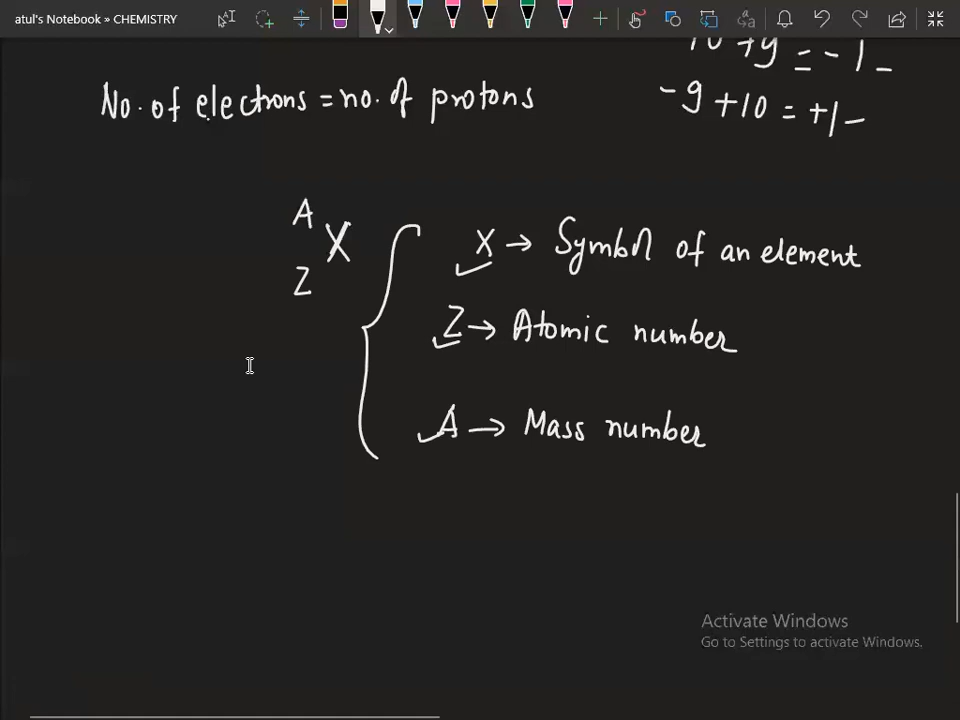 atul's Notebook » CHEMISTRY
+9 = -1 -
No. of electrons = no. of protons
-9 +10 = +1 -
A
X
Z
X → Symbol of an element
Z → Atomic number
A → Mass number
Activate Windows
Go to Settings to activate Windows.